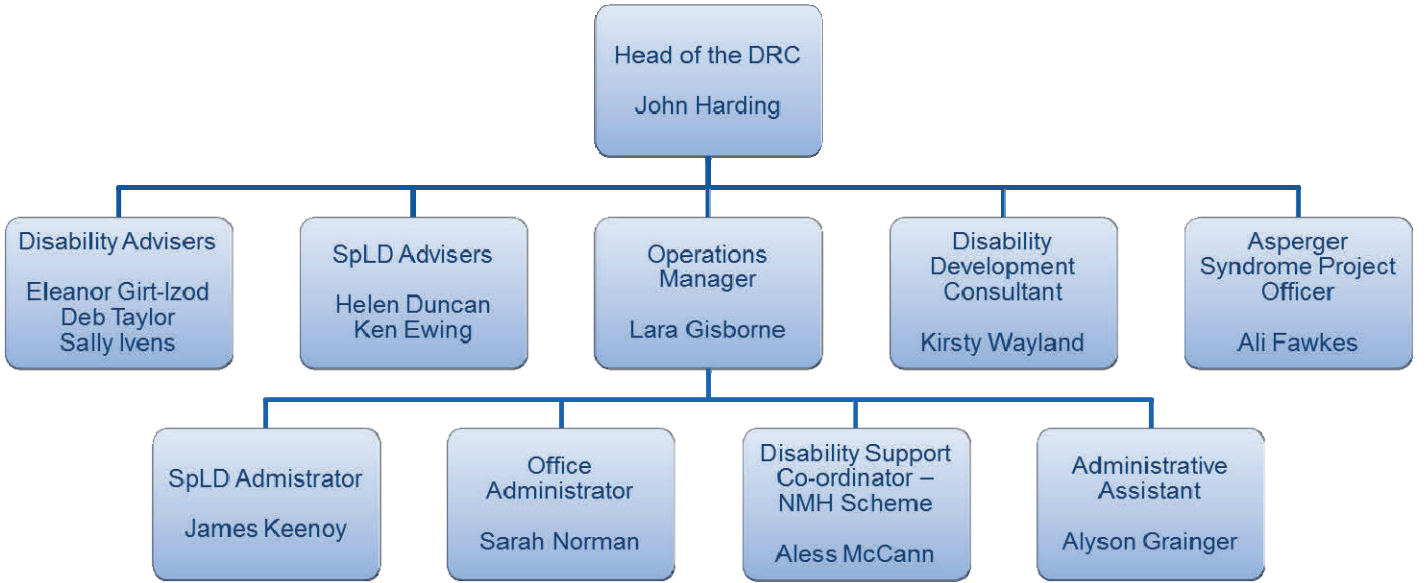 Head of the DRC
John Harding
Disability Advisers
Eleanor Girt-Izod
Deb Taylor
Sally Ivens
SpLD Advisers
Helen Duncan
Ken Ewing
Operations
Manager
Lara Gisborne
Disability
Development
Consultant
Kirsty Wayland
Asperger
Syndrome Project
Officer
Ali Fawkes
SpLD Admistrator
James Keenoy
Office
Administrator
Sarah Norman
Disability Support
Co-ordinator –
NMH Scheme
Aless McCann
Administrative
Assistant
Alyson Grainger